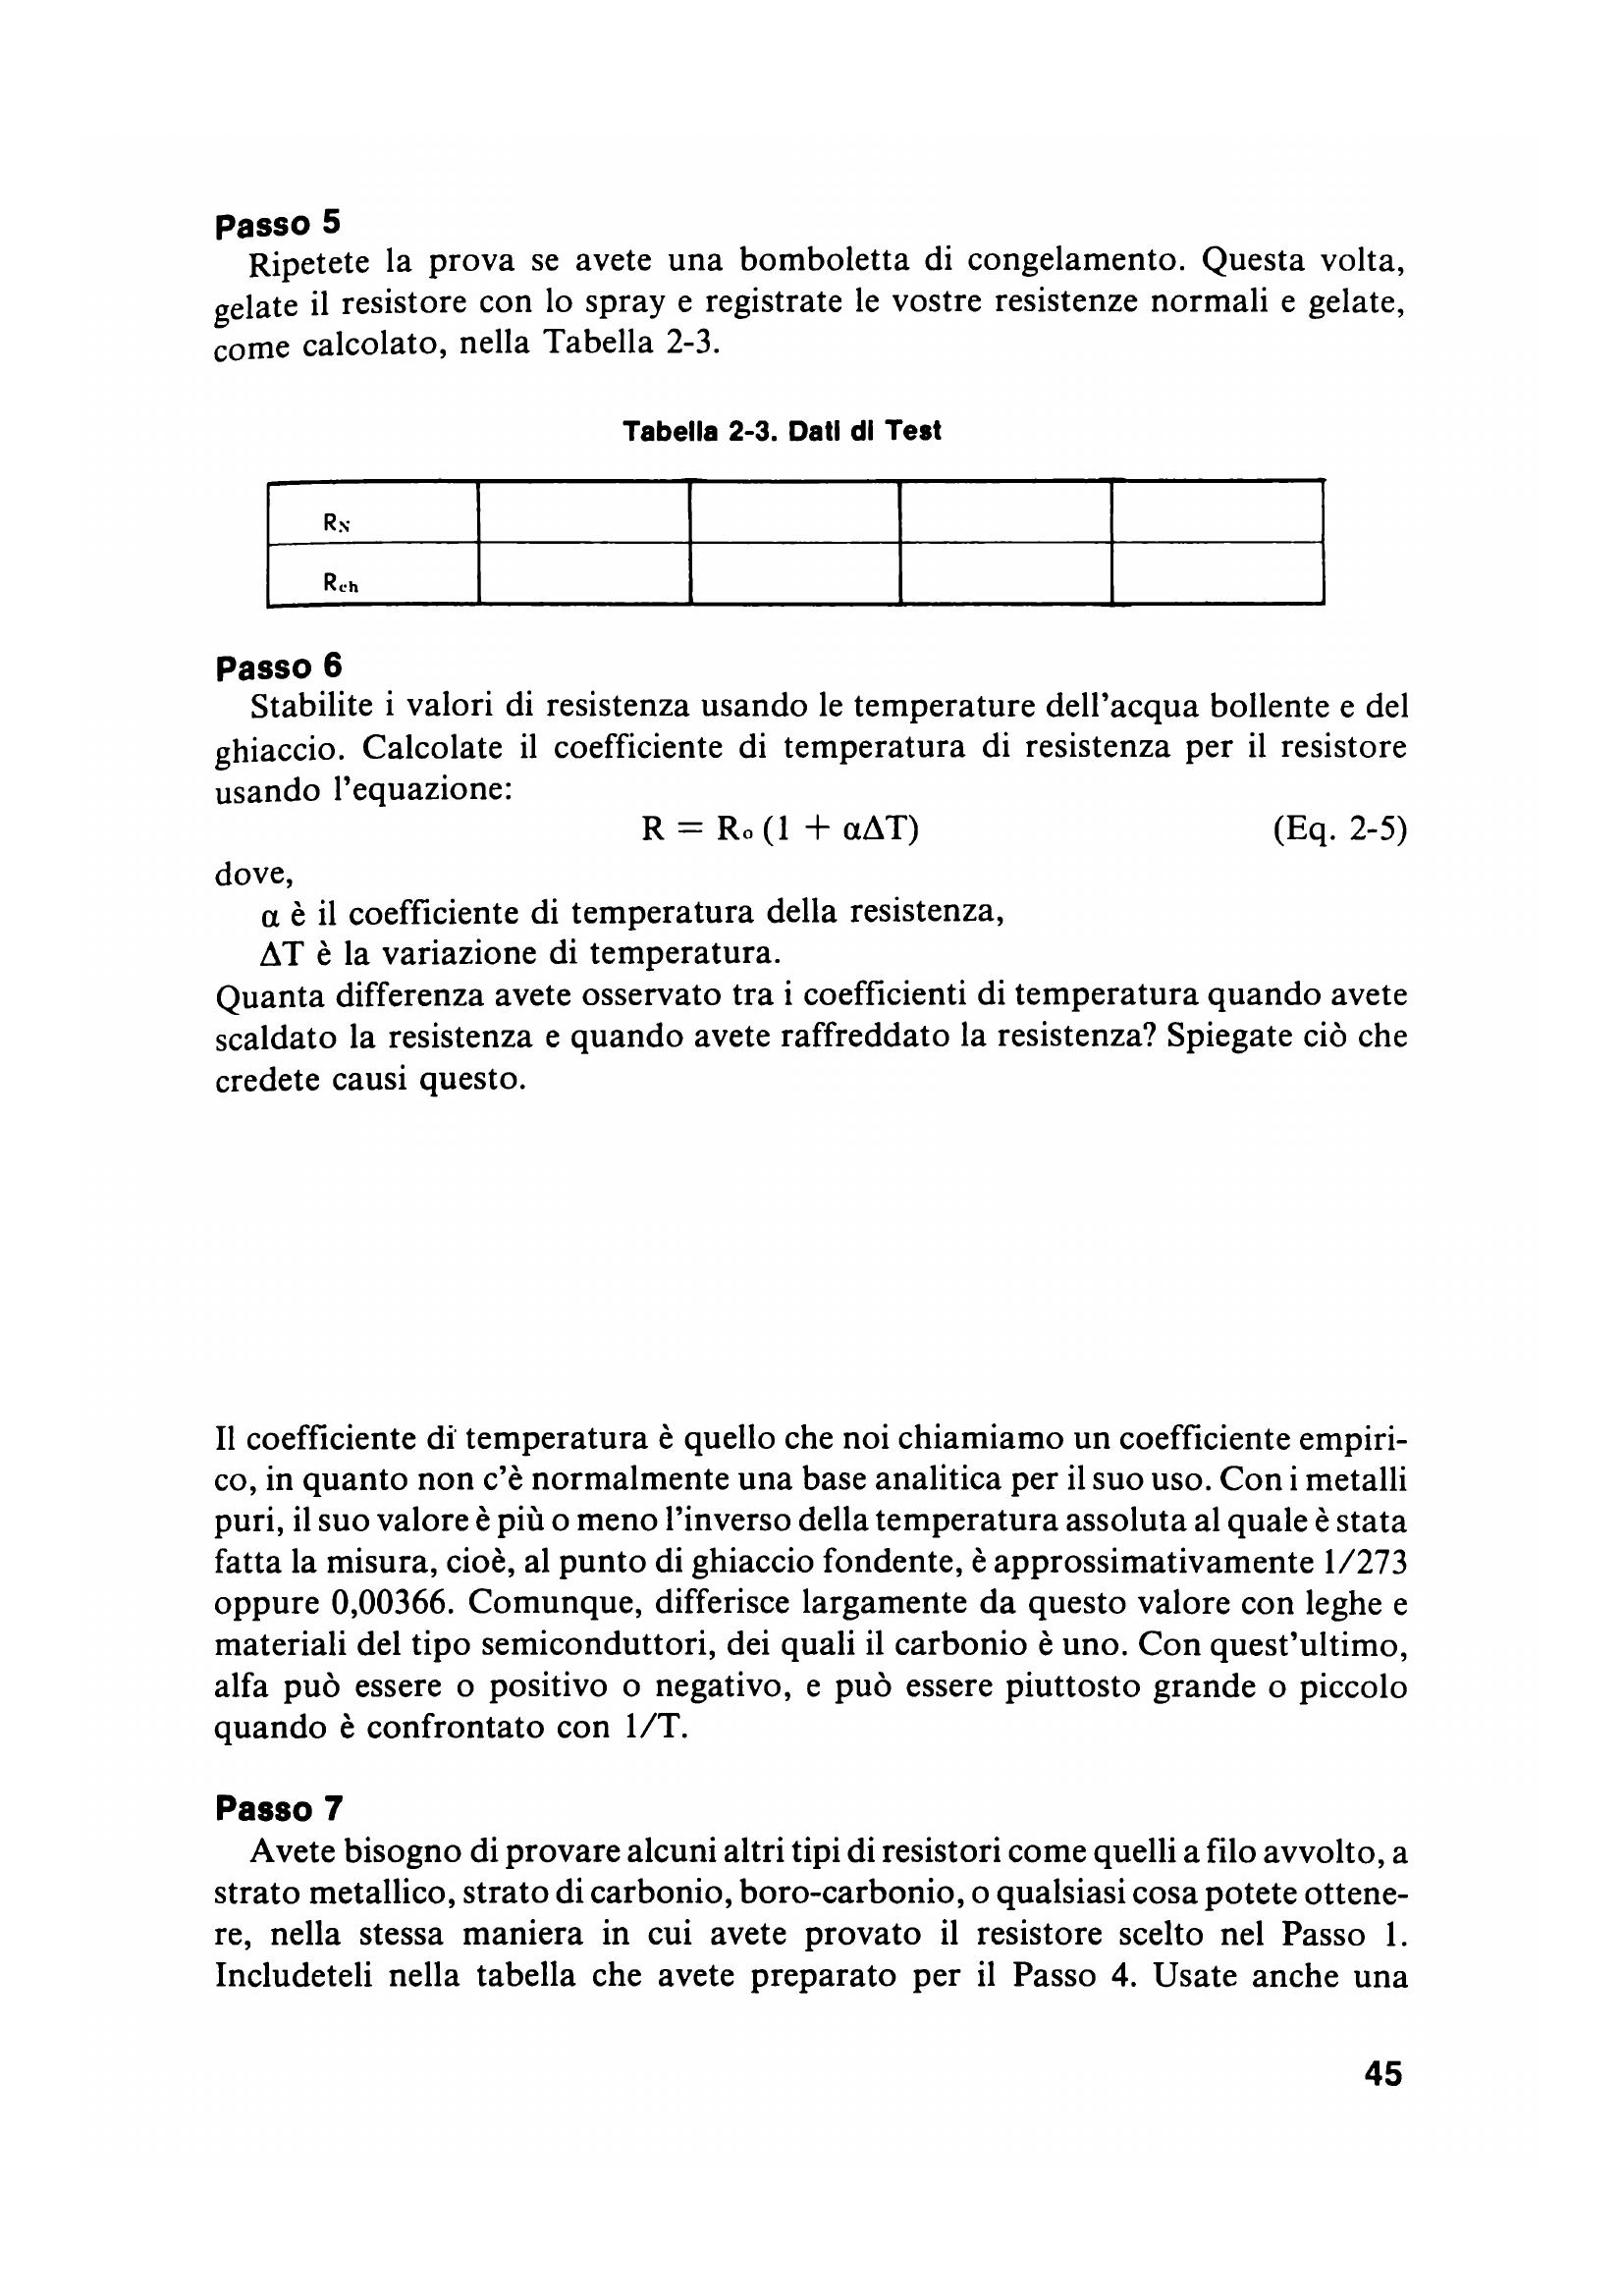 Passo 5
Ripetete la prova se avete una bomboletta di congelamento. Questa volta,
gelate il resistore con lo spray e registrate le vostre resistenze normali e gelate,
come calcolato, nella Tabella 2-3.
Tabella 2-3. Dati di Test
RN
Rch
Passo 6
Stabilite i valori di resistenza usando le temperature dell'acqua bollente e del
ghiaccio. Calcolate il coefficiente di temperatura di resistenza per il resistore
usando l'equazione:
R = Ro (1 + αΔT) (Eq. 2-5)
dove,
α è il coefficiente di temperatura della resistenza,
ΔT è la variazione di temperatura.
Quanta differenza avete osservato tra i coefficienti di temperatura quando avete
scaldato la resistenza e quando avete raffreddato la resistenza? Spiegate ciò che
credete causi questo.
Il coefficiente di temperatura è quello che noi chiamiamo un coefficiente empiri-
co, in quanto non c'è normalmente una base analitica per il suo uso. Con i metalli
puri, il suo valore è più o meno l'inverso della temperatura assoluta al quale è stata
fatta la misura, cioè, al punto di ghiaccio fondente, è approssimativamente 1/273
oppure 0,00366. Comunque, differisce largamente da questo valore con leghe e
materiali del tipo semiconduttori, dei quali il carbonio è uno. Con quest'ultimo,
alfa può essere o positivo o negativo, e può essere piuttosto grande o piccolo
quando è confrontato con 1/T.
Passo 7
Avete bisogno di provare alcuni altri tipi di resistori come quelli a filo avvolto, a
strato metallico, strato di carbonio, boro-carbonio, o qualsiasi cosa potete ottene-
re, nella stessa maniera in cui avete provato il resistore scelto nel Passo 1.
Includeteli nella tabella che avete preparato per il Passo 4. Usate anche una
45